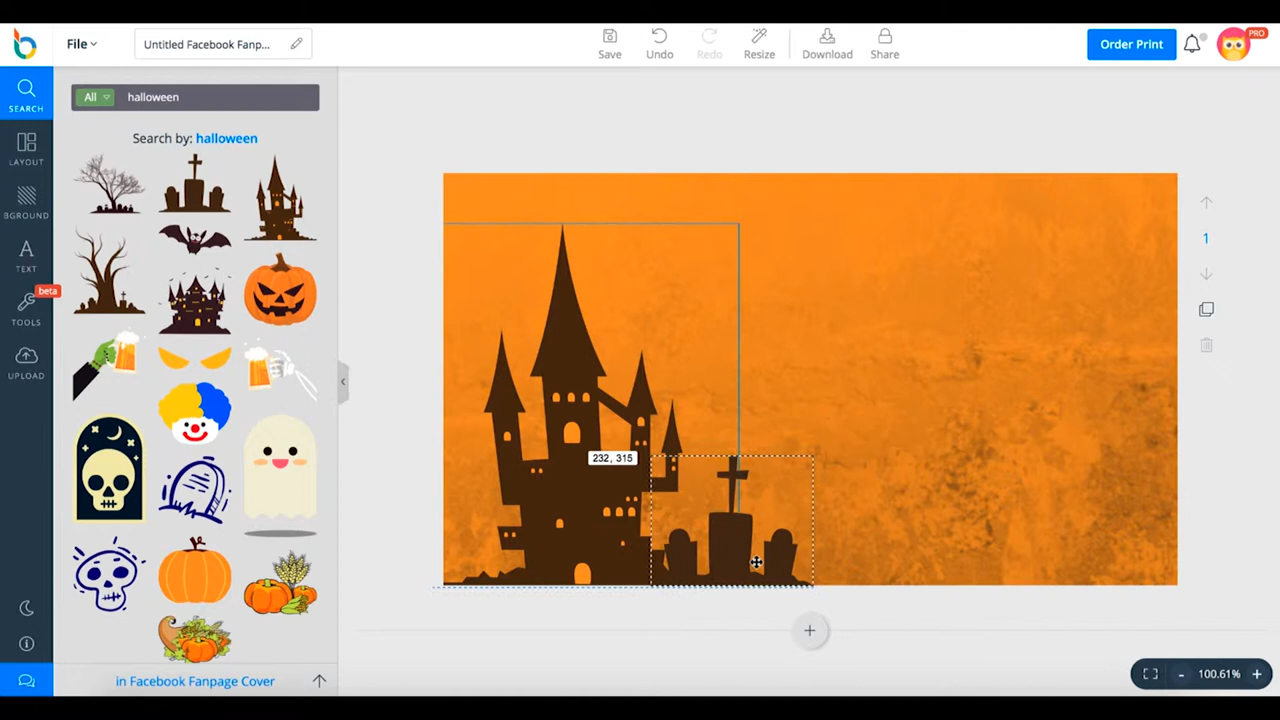 File
Untitled Facebook Fanp...
Save
Undo
Redo
Resize
Download
Share
Order Print
PRO
SEARCH
LAYOUT
BGROUND
TEXT
beta
TOOLS
UPLOAD
All
halloween
Search by: halloween
232, 315
1
in Facebook Fanpage Cover
- 100.61% +